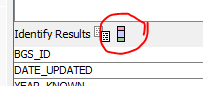 Identify Results
BGS_ID
DATE_UPDATED
YEAR_KNOWN